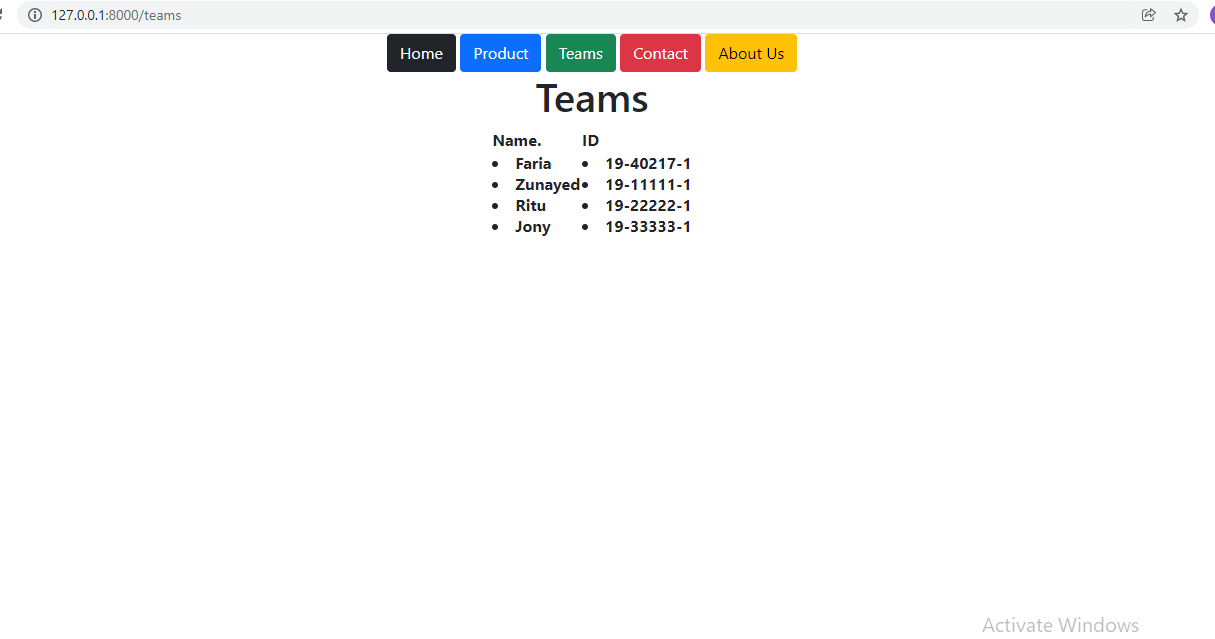 127.0.0.1:8000/teams
Home Product Teams Contact About Us
Teams
Name. ID
• Faria • 19-40217-1
• Zunayed • 19-11111-1
• Ritu • 19-22222-1
• Jony • 19-33333-1
Activate Windows